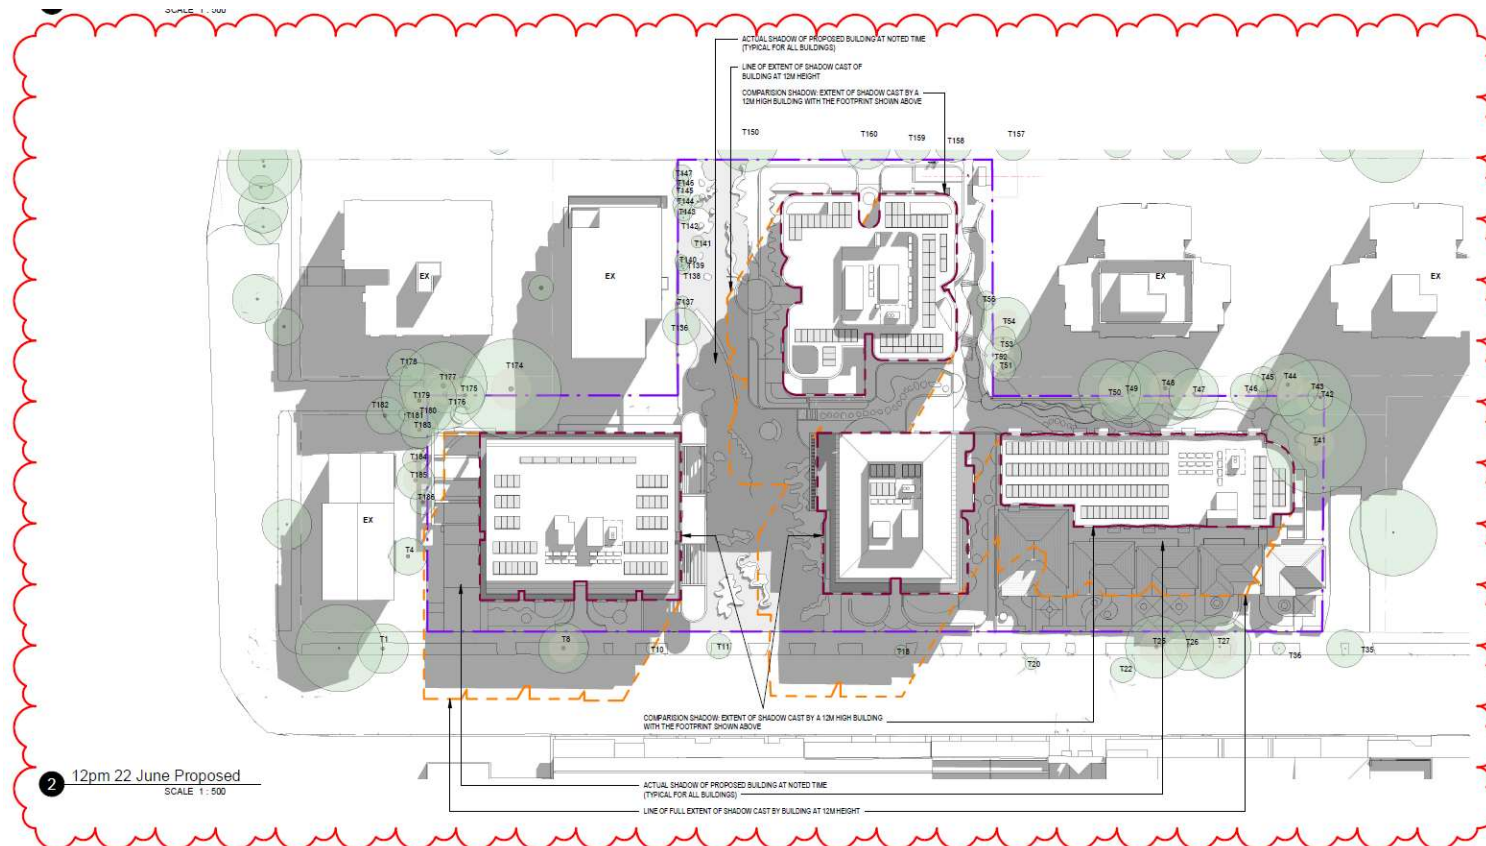 SCALE 1 : 500
ACTUAL SHADOW OF PROPOSED BUILDING AT NOTED TIME
(TYPICAL FOR ALL BUILDINGS)
LINE OF EXTENT OF SHADOW CAST OF
BUILDING AT 12M HEIGHT
COMPARISION SHADOW: EXTENT OF SHADOW CAST BY A
12M HIGH BUILDING WITH THE FOOTPRINT SHOWN ABOVE
T150
T160
T159
T158
T157
T147
T146
T145
T144
T143
T142
T141
T140
T139
T138
T137
T136
EX
EX
EX
EX
T55
T54
T53
T52
T51
T178
T177
T175
T174
T179
T176
T182
T180
T181
T183
T50
T49
T48
T47
T46
T45
T44
T43
T42
T41
T184
T185
T186
EX
T4
T1
T8
T10
T11
T18
T20
T22
T25
T26
T27
T36
T35
COMPARISION SHADOW: EXTENT OF SHADOW CAST BY A 12M HIGH BUILDING
WITH THE FOOTPRINT SHOWN ABOVE
2
12pm 22 June Proposed
SCALE 1 : 500
ACTUAL SHADOW OF PROPOSED BUILDING AT NOTED TIME
(TYPICAL FOR ALL BUILDINGS)
LINE OF FULL EXTENT OF SHADOW CAST BY BUILDING AT 12M HEIGHT